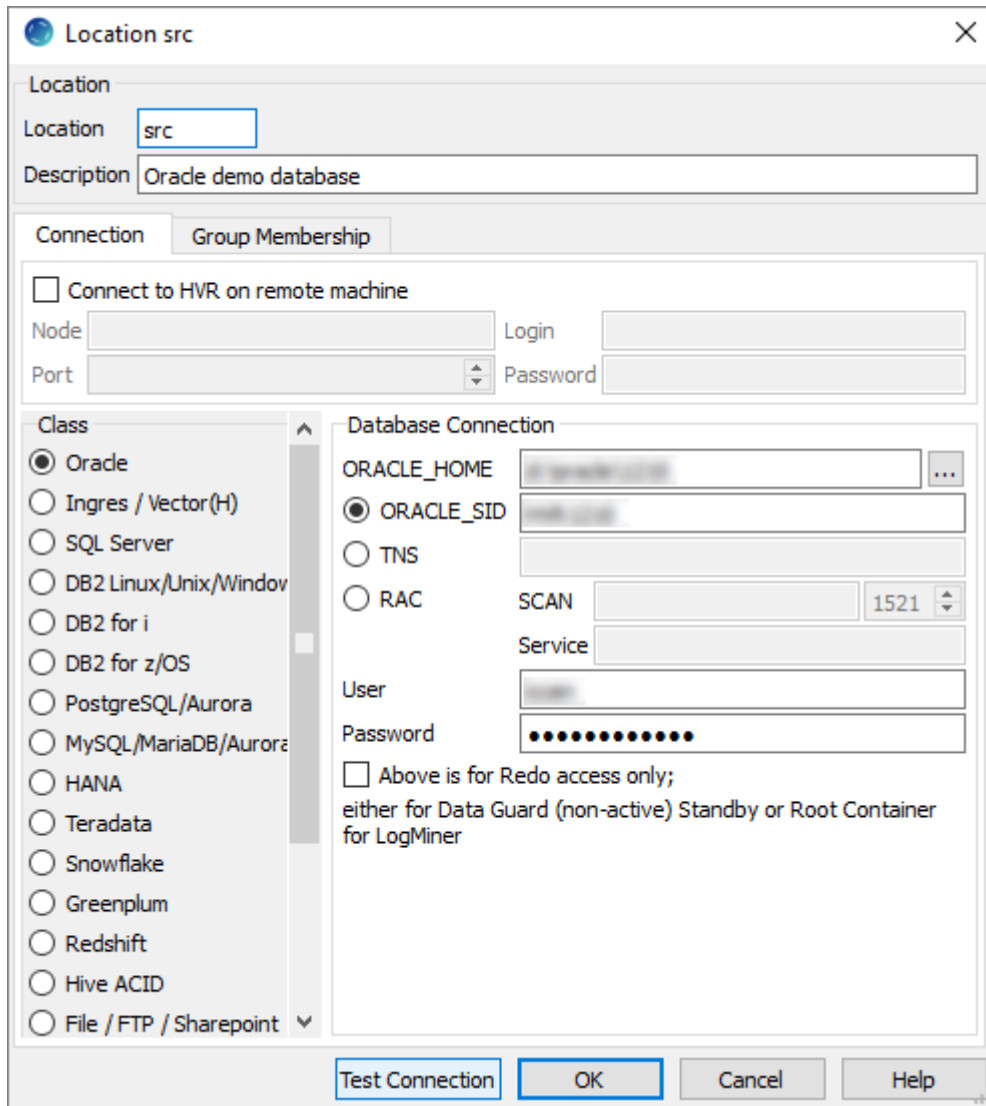 Location src
Location
Location src
Description Oracle demo database
Connection Group Membership
Connect to HVR on remote machine
Node Login
Port Password
Class
Oracle
Ingres / Vector(H)
SQL Server
DB2 Linux/Unix/Window
DB2 for i
DB2 for z/OS
PostgreSQL/Aurora
MySQL/MariaDB/Aurora
HANA
Teradata
Snowflake
Greenplum
Redshift
Hive ACID
File / FTP / Sharepoint
Database Connection
ORACLE_HOME ...
ORACLE_SID
TNS
RAC SCAN 1521
Service
User
Password ••••••••••••
Above is for Redo access only;
either for Data Guard (non-active) Standby or Root Container
for LogMiner
Test Connection OK Cancel Help